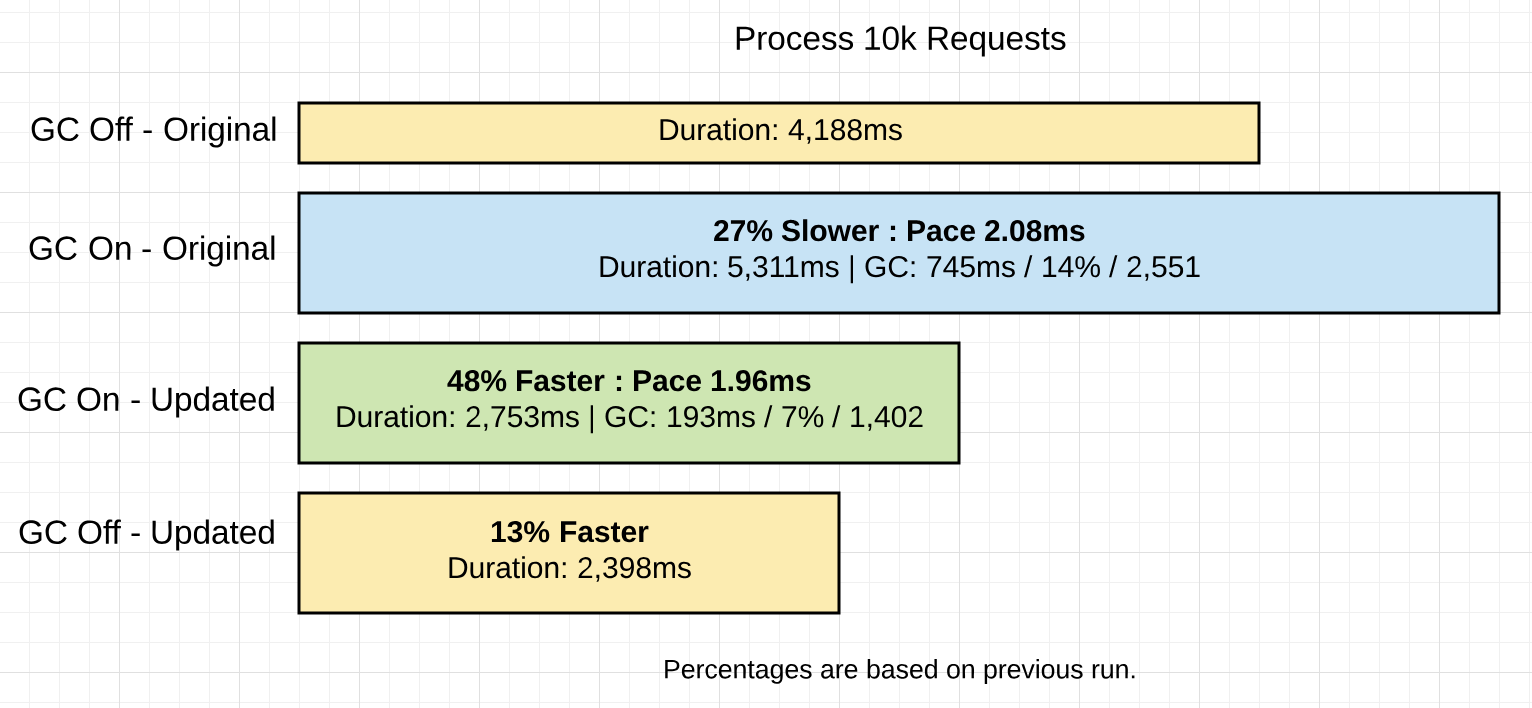 Process 10k Requests
GC Off - Original
Duration: 4,188ms
GC On - Original
27% Slower : Pace 2.08ms
Duration: 5,311ms | GC: 745ms / 14% / 2,551
GC On - Updated
48% Faster : Pace 1.96ms
Duration: 2,753ms | GC: 193ms / 7% / 1,402
GC Off - Updated
13% Faster
Duration: 2,398ms
Percentages are based on previous run.